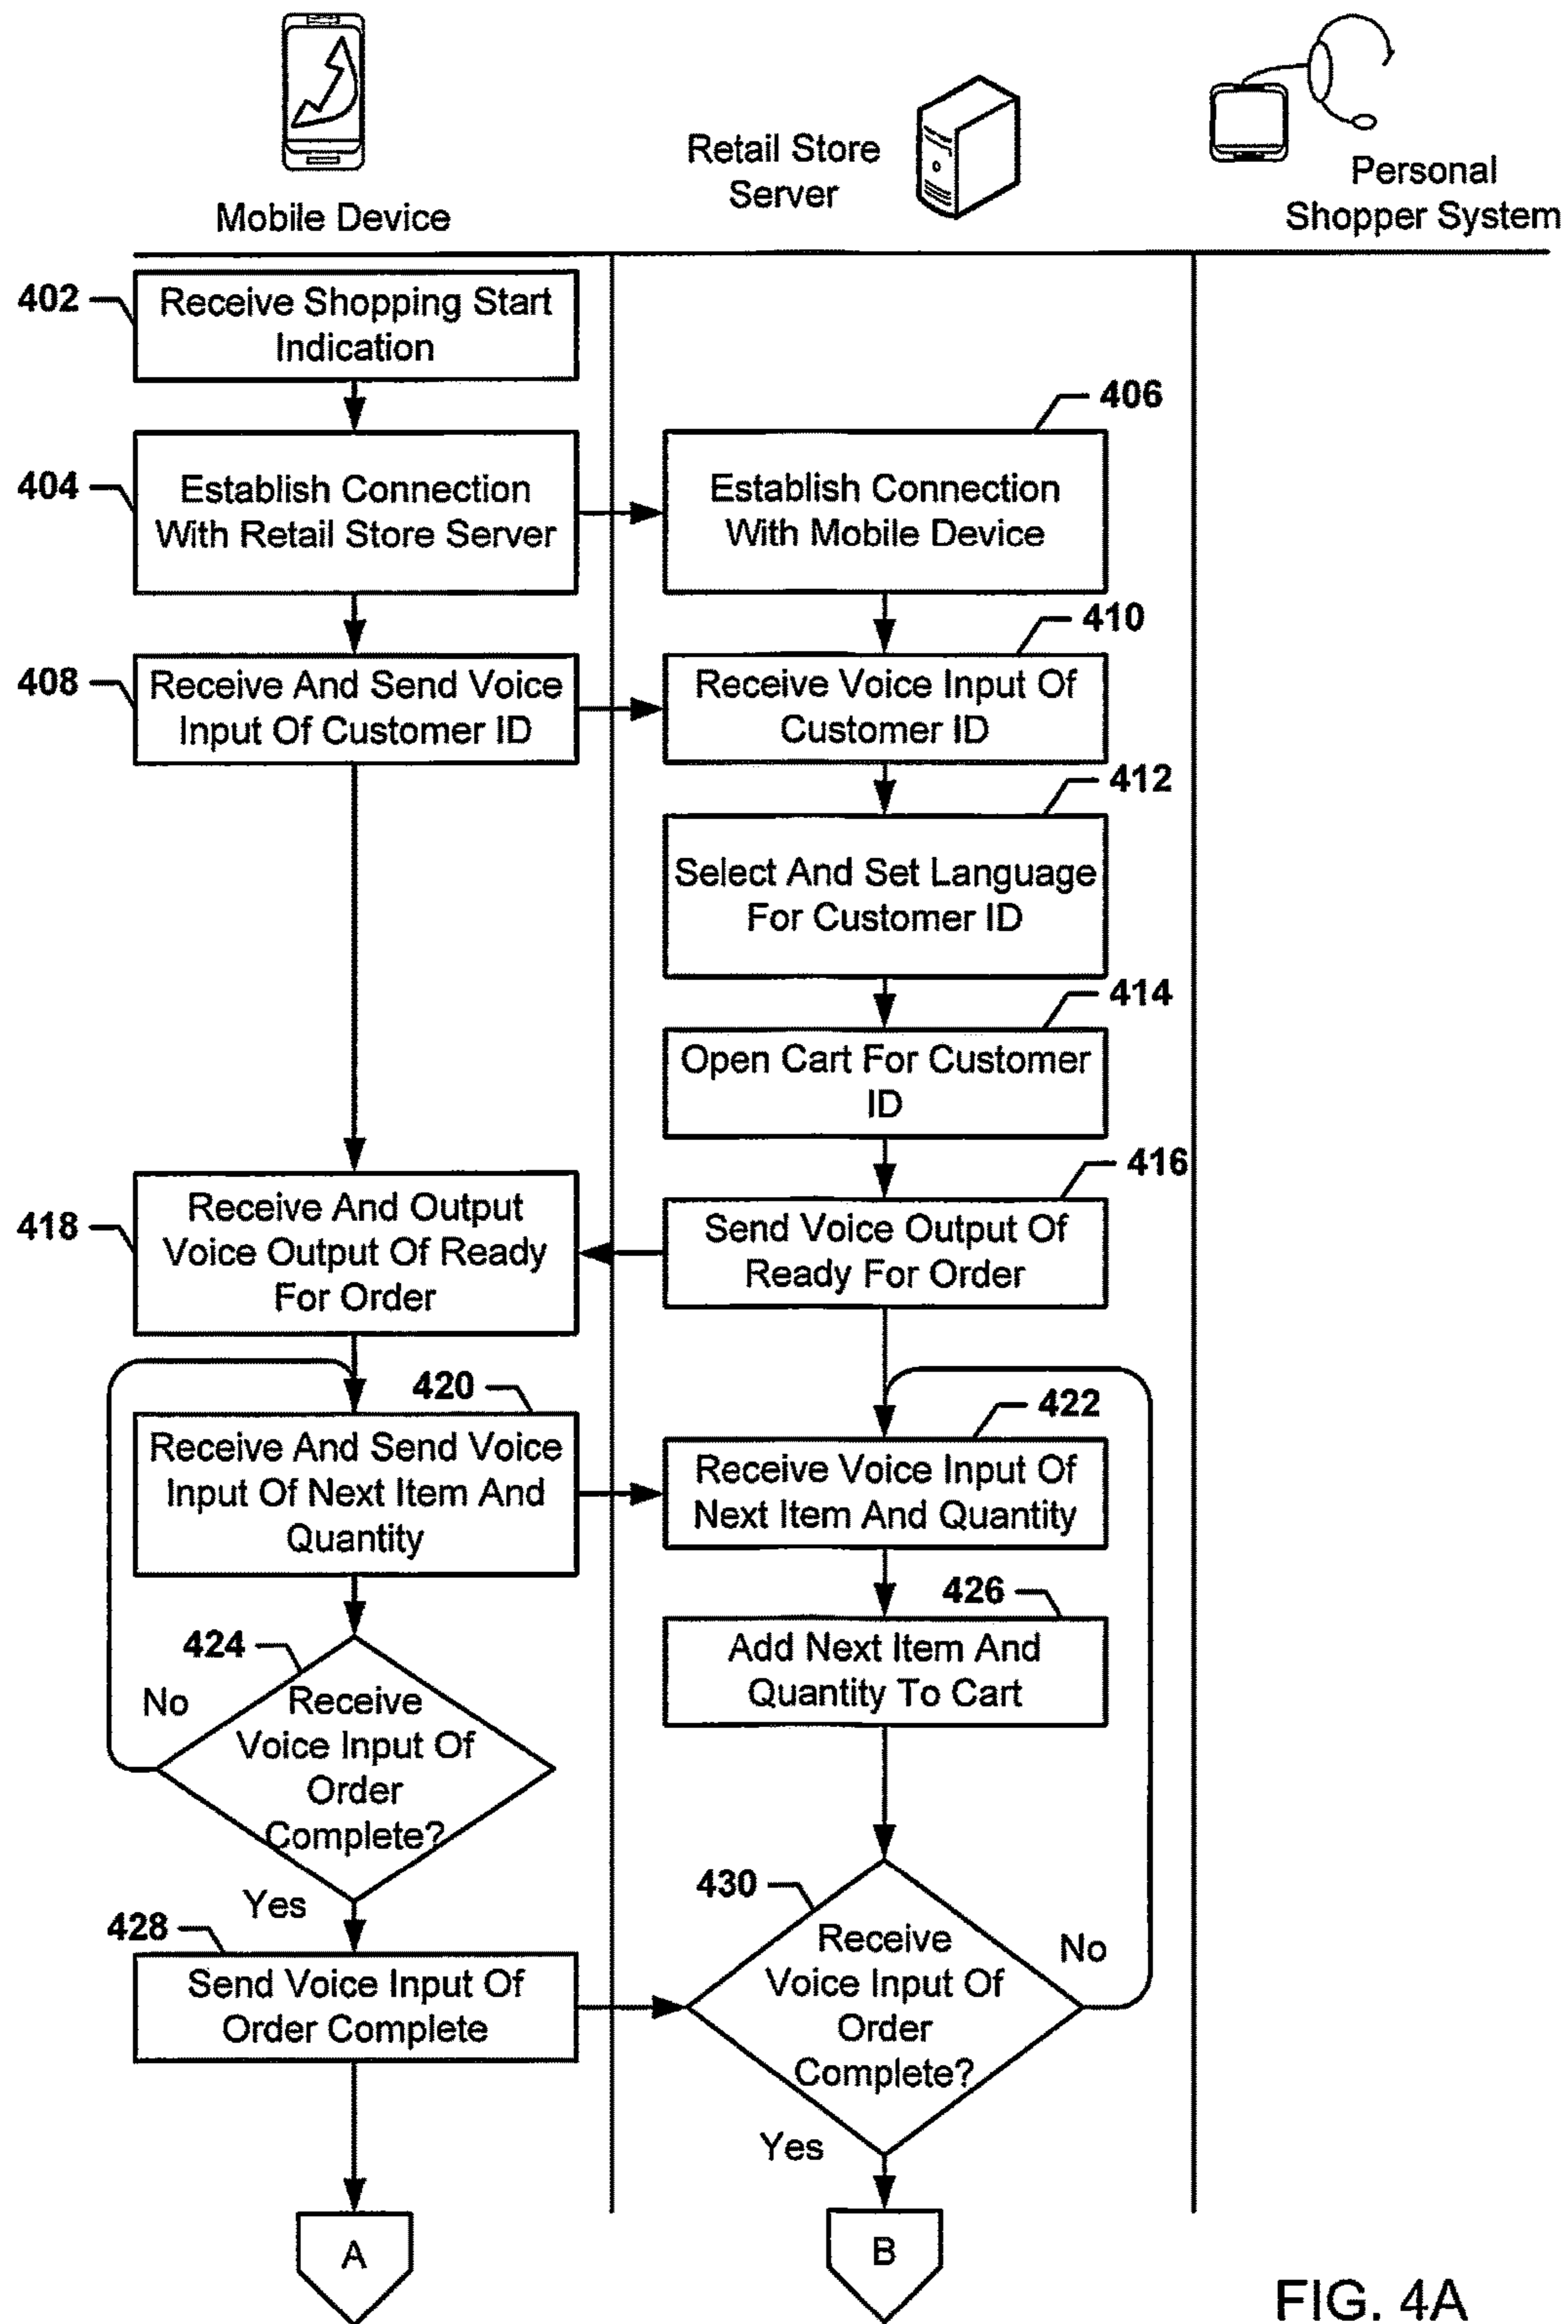 Mobile Device
Retail Store
Server
Personal
Shopper System
402
Receive Shopping Start
Indication
404
Establish Connection
With Retail Store Server
406
Establish Connection
With Mobile Device
408
Receive And Send Voice
Input Of Customer ID
410
Receive Voice Input Of
Customer ID
412
Select And Set Language
For Customer ID
414
Open Cart For Customer
ID
416
Send Voice Output Of
Ready For Order
418
Receive And Output
Voice Output Of Ready
For Order
420
Receive And Send Voice
Input Of Next Item And
Quantity
422
Receive Voice Input Of
Next Item And Quantity
424
Receive
Voice Input Of
Order
Complete?
No
Yes
426
Add Next Item And
Quantity To Cart
428
Send Voice Input Of
Order Complete
430
Receive
Voice Input Of
Order
Complete?
No
Yes
A
B
FIG. 4A